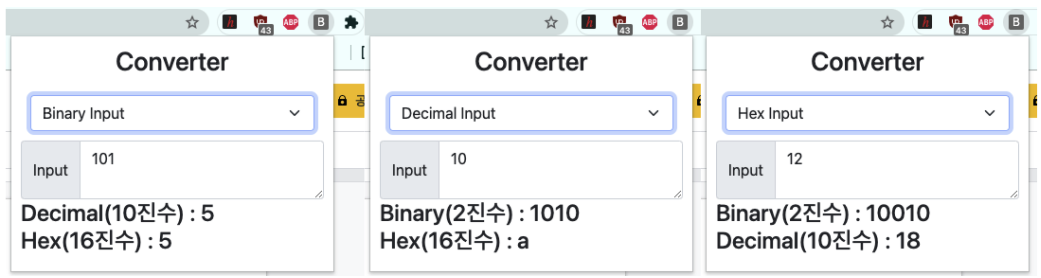 43
ABP
B
Converter
Binary Input
Input
101
Decimal(10진수) : 5
Hex(16진수) : 5
43
ABP
B
Converter
Decimal Input
Input
10
Binary(2진수) : 1010
Hex(16진수) : a
43
ABP
B
Converter
Hex Input
Input
12
Binary(2진수) : 10010
Decimal(10진수) : 18